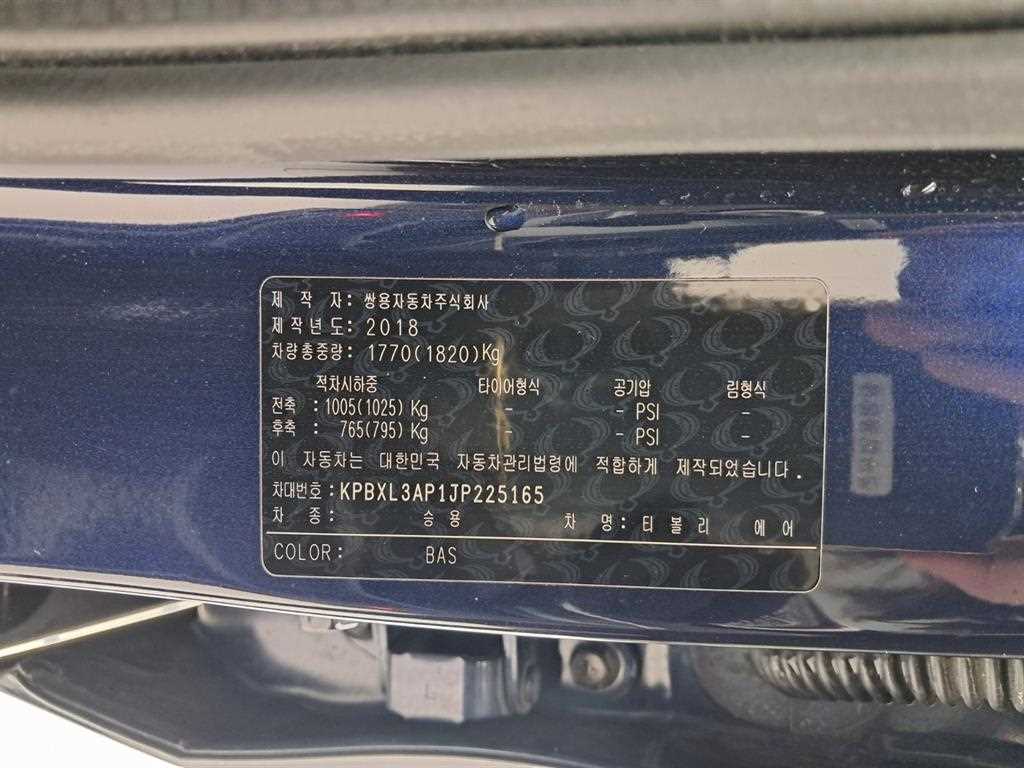 제 작 자: 쌍용자동차주식회사
제작년도: 2018
차량총중량: 1770(1820)Kg
적차시하중 타이어형식 공기압 림형식
전축 : 1005(1025) Kg - - PSI -
후축 : 765(795) Kg - - PSI -
이 자동차는 대한민국 자동차관리법령에 적합하게 제작되었습니다.
차대번호: KPBXL3AP1JP225165
차 종: 승용 차 명: 티 볼 리 에 어
COLOR: BAS